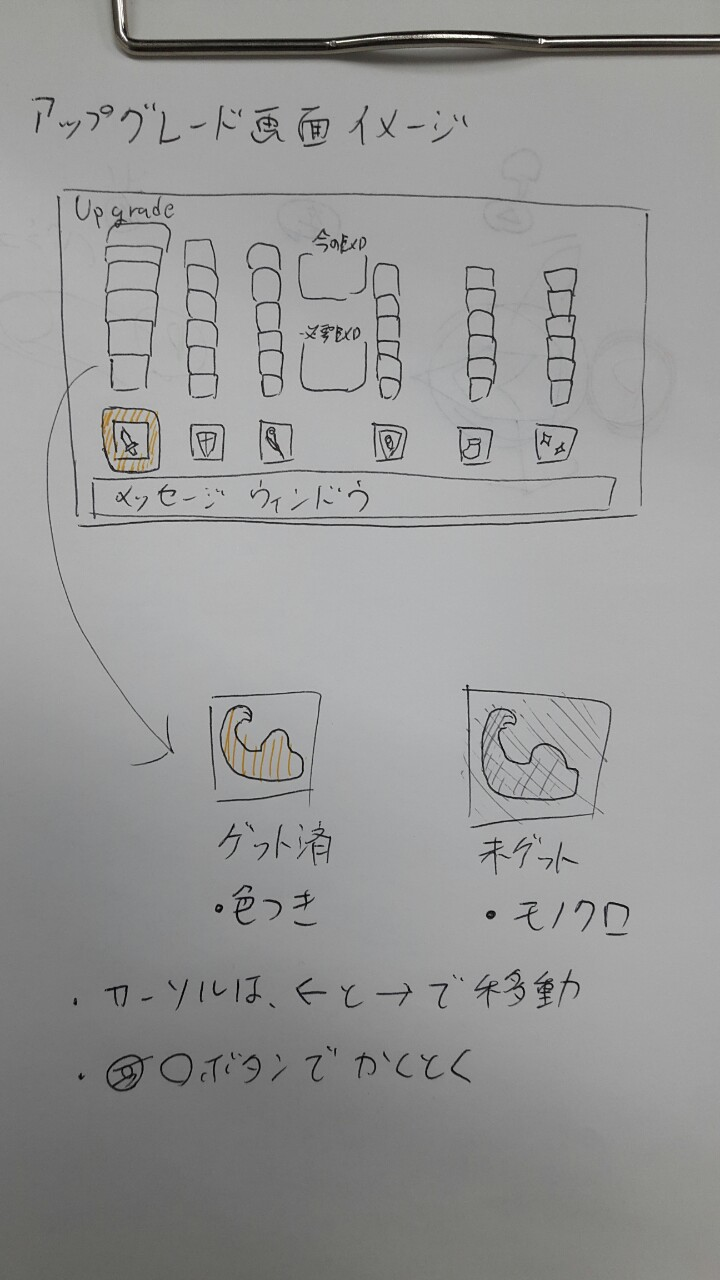 アップグレード画面イメージ
Upgrade
今のEXP
必要EXP
メッセージ ウィンドウ
ゲット済
・色つき
未ゲット
・モノクロ
・カーソルは、←と→で移動
・○ボタンでかくとく